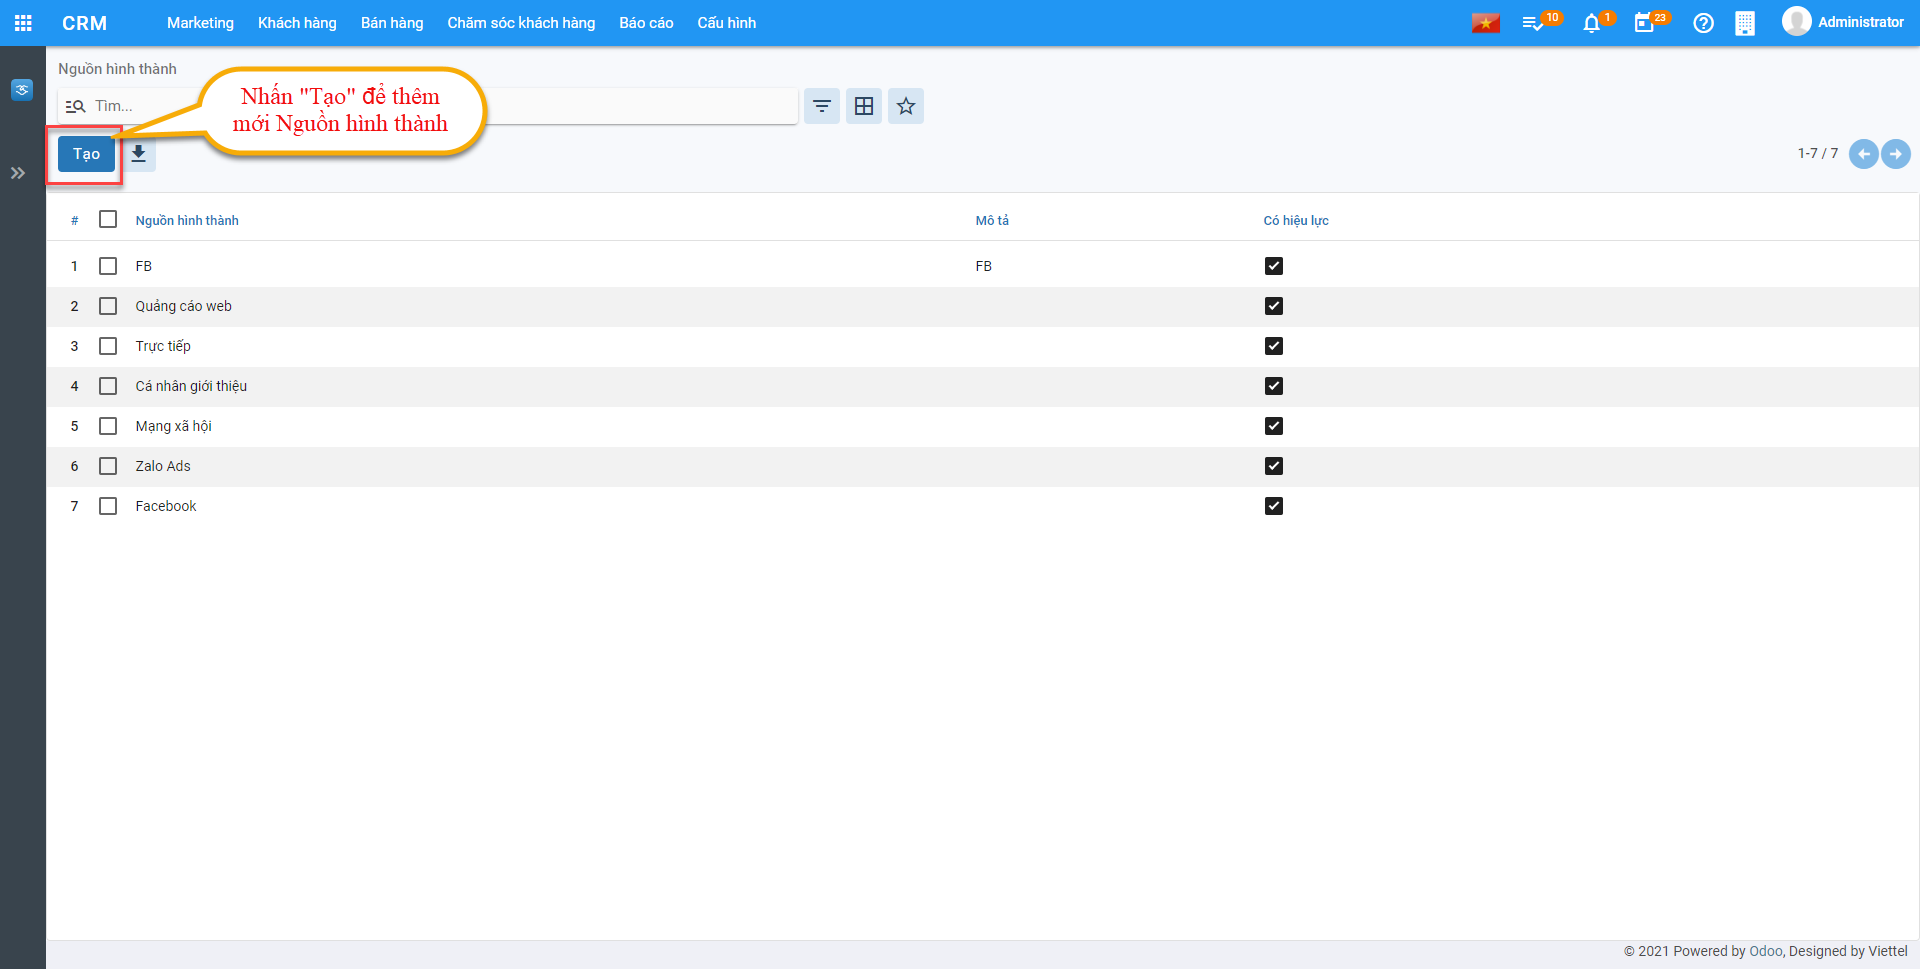 CRM Marketing Khách hàng Bán hàng Chăm sóc khách hàng Báo cáo Cấu hình 10 1 23 Administrator
Nguồn hình thành
Tìm...
Nhấn "Tạo" để thêm
mới Nguồn hình thành
Tạo
1-7 / 7
# Nguồn hình thành Mô tả Có hiệu lực
1 FB FB
2 Quảng cáo web
3 Trực tiếp
4 Cá nhân giới thiệu
5 Mạng xã hội
6 Zalo Ads
7 Facebook
© 2021 Powered by Odoo, Designed by Viettel